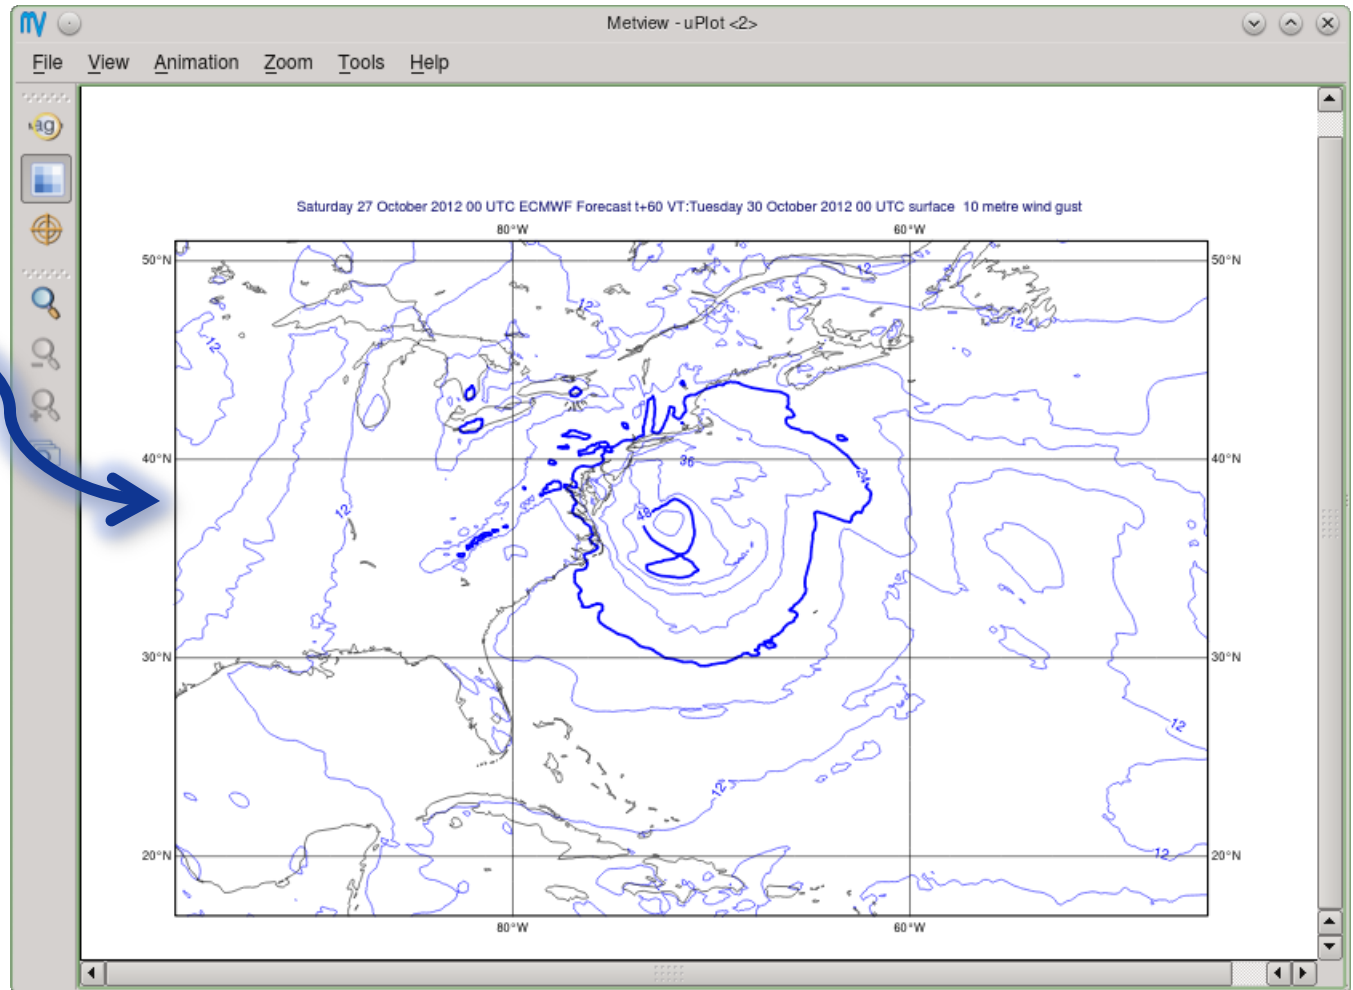 Metview - uPlot <2>
File View Animation Zoom Tools Help
ag
Saturday 27 October 2012 00 UTC ECMWF Forecast t+60 VT:Tuesday 30 October 2012 00 UTC surface 10 metre wind gust
80°W 60°W
50°N 50°N
12
12
12
12
40°N 40°N
36
24
12
48
30°N 30°N
12
12
20°N 12 20°N
80°W 60°W